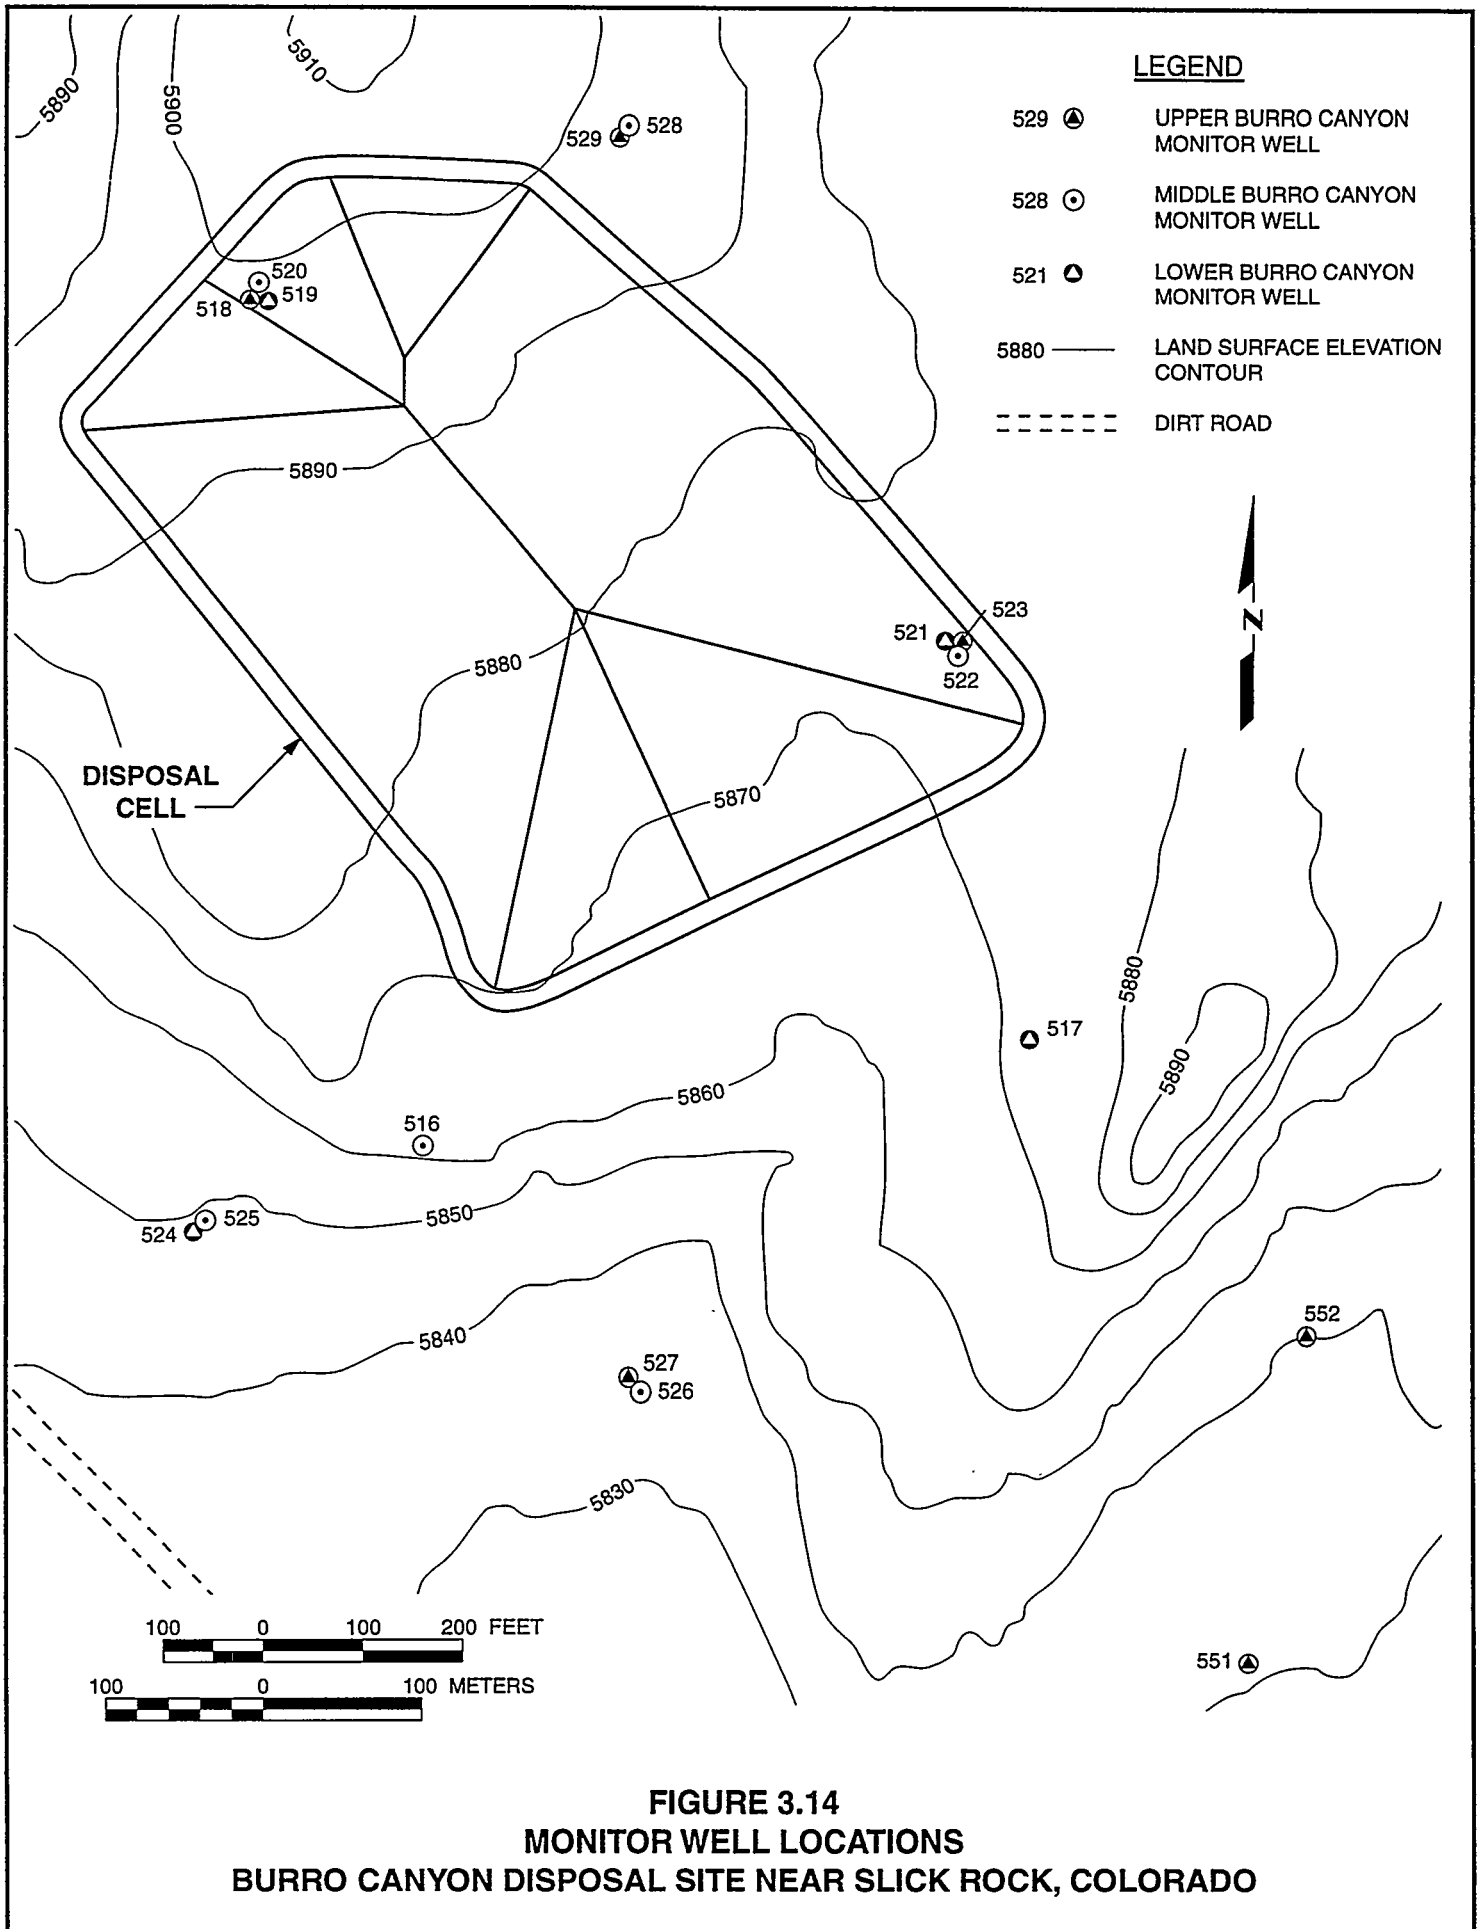 LEGEND
529 UPPER BURRO CANYON
MONITOR WELL
528 MIDDLE BURRO CANYON
MONITOR WELL
521 LOWER BURRO CANYON
MONITOR WELL
5880 LAND SURFACE ELEVATION
CONTOUR
DIRT ROAD
5890
5900
5910
529
528
520
518
519
5890
523
521
522
5880
DISPOSAL
CELL
5870
N
5880
5890
517
5860
516
5850
524
525
5840
552
527
526
5830
551
100 0 100 200 FEET
100 0 100 METERS
FIGURE 3.14
MONITOR WELL LOCATIONS
BURRO CANYON DISPOSAL SITE NEAR SLICK ROCK, COLORADO